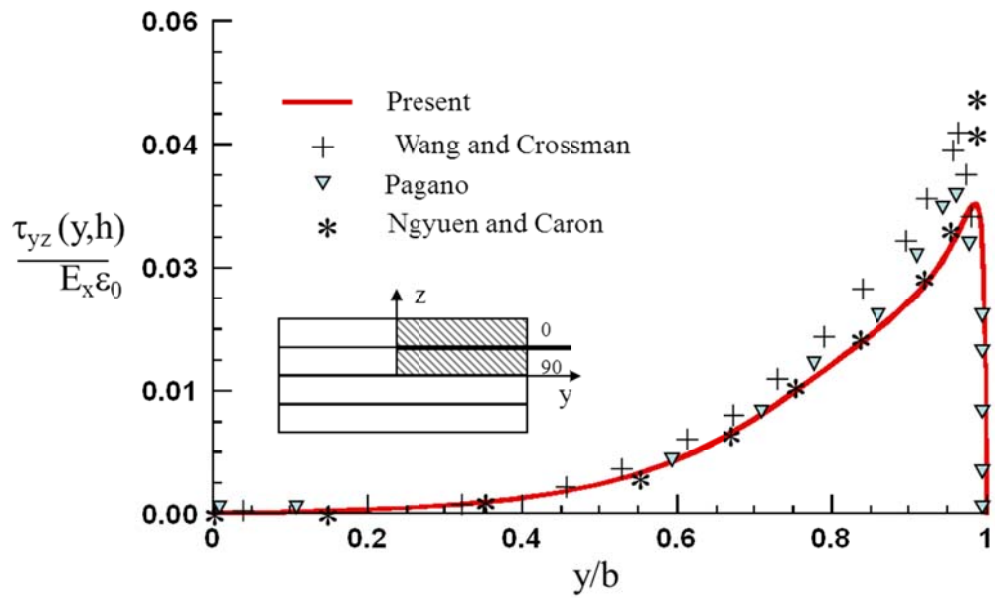 0.06
0.04
0.03
0.01
0.00
τyz (y,h)
Exε0
Present
Wang and Crossman
Pagano
Ngyuen and Caron
z
0
90
y
0
0.2
0.4
0.6
0.8
1
y/b